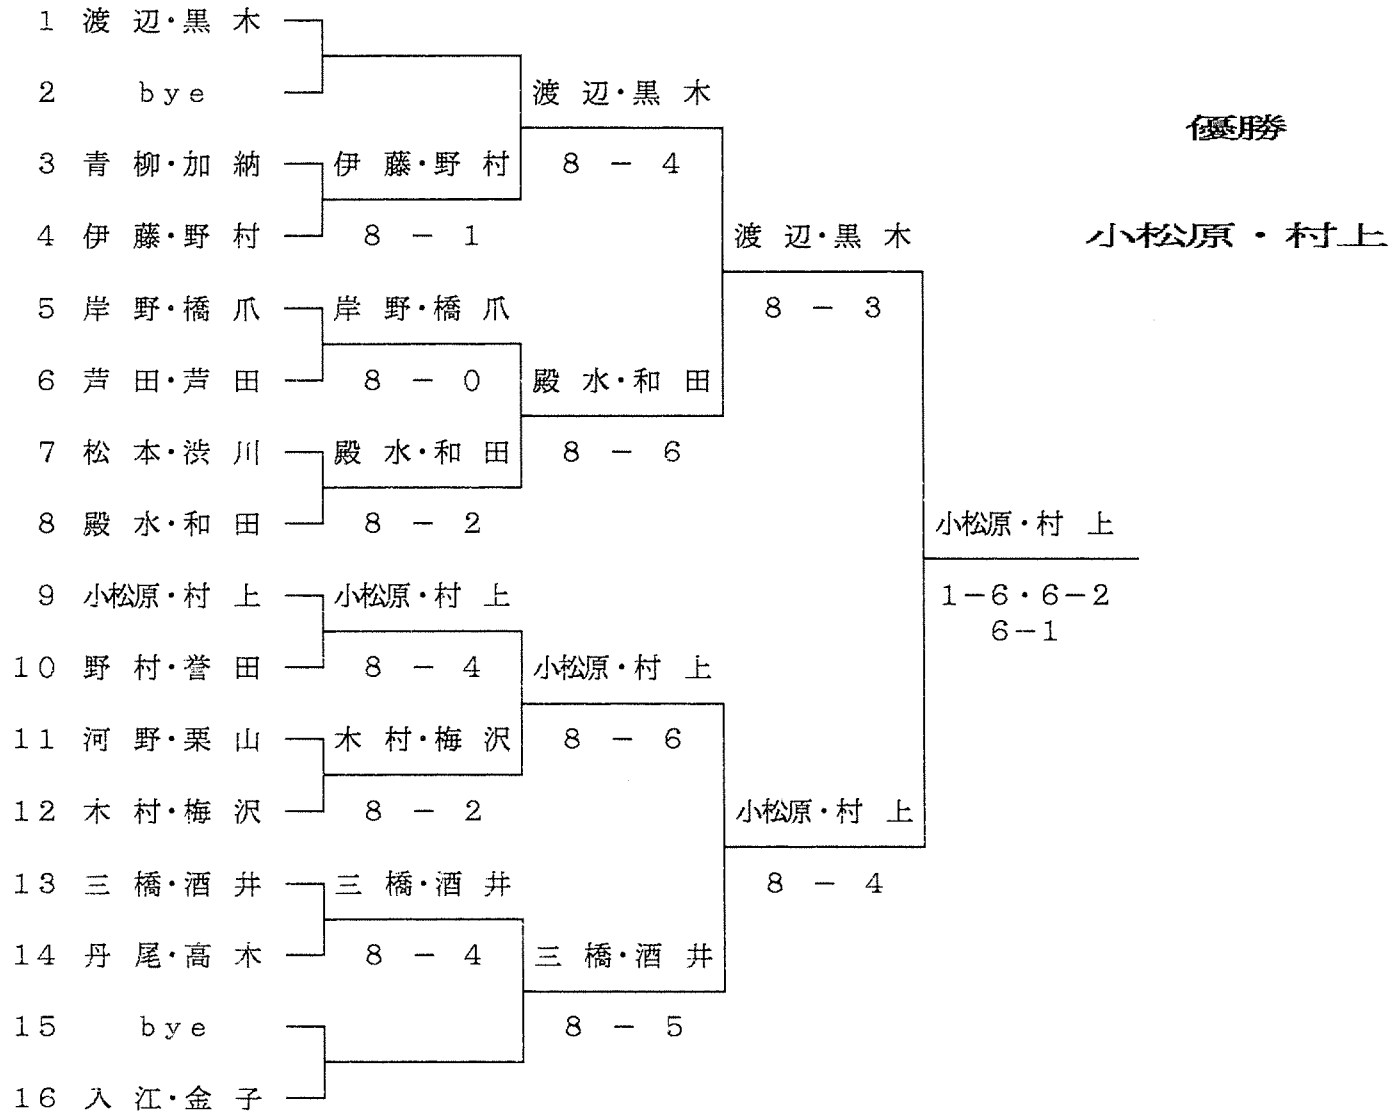 1 渡辺・黒木
2 bye 渡辺・黒木
優勝
3 青柳・加納 伊藤・野村 8 － 4
4 伊藤・野村 8 － 1 渡辺・黒木 小松原・村上
5 岸野・橋爪 岸野・橋爪 8 － 3
6 芦田・芦田 8 － 0 殿水・和田
7 松本・渋川 殿水・和田 8 － 6
8 殿水・和田 8 － 2 小松原・村上
9 小松原・村上 小松原・村上 1－6・6－2
6－1
10 野村・誉田 8 － 4 小松原・村上
11 河野・栗山 木村・梅沢 8 － 6
12 木村・梅沢 8 － 2 小松原・村上
13 三橋・酒井 三橋・酒井 8 － 4
14 丹尾・高木 8 － 4 三橋・酒井
15 bye 8 － 5
16 入江・金子